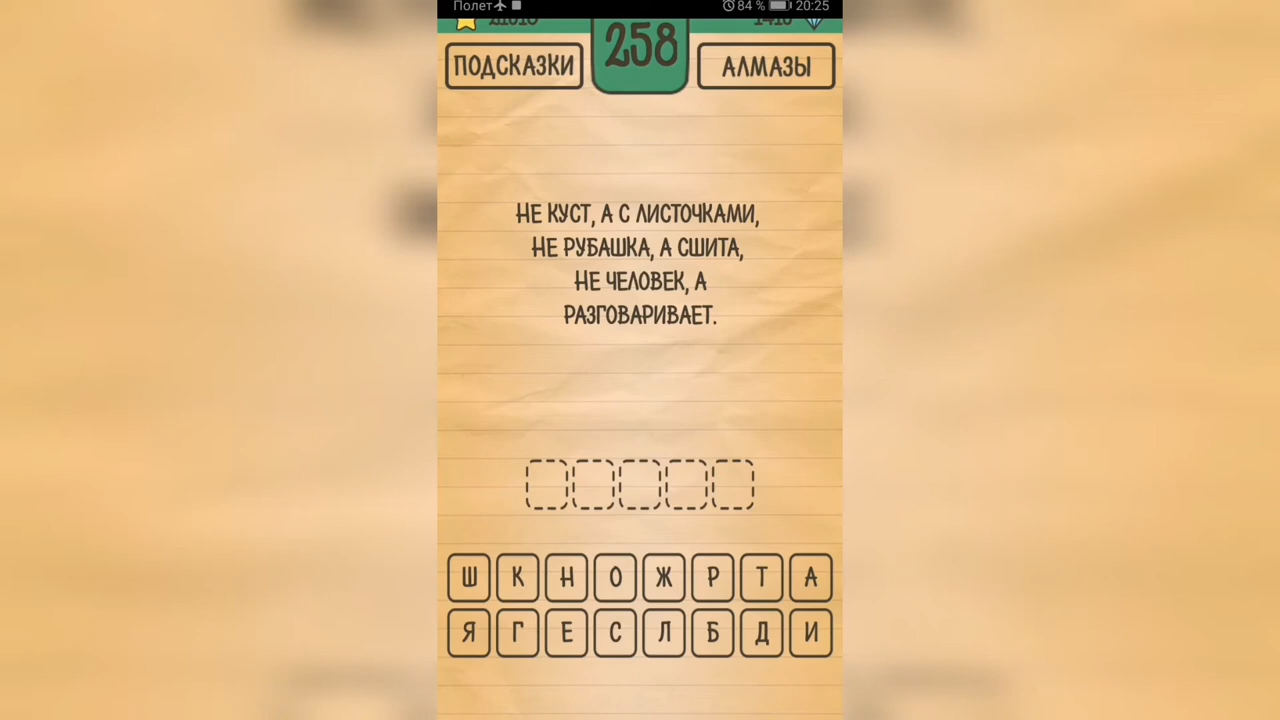 Полет 84 % 20:25
ПОДСКАЗКИ 258 АЛМАЗЫ
НЕ КУСТ, А С ЛИСТОЧКАМИ,
НЕ РУБАШКА, А СШИТА,
НЕ ЧЕЛОВЕК, А
РАЗГОВАРИВАЕТ.
Ш К Н О Ж Р Т А
Я Г Е С Л Б Д И